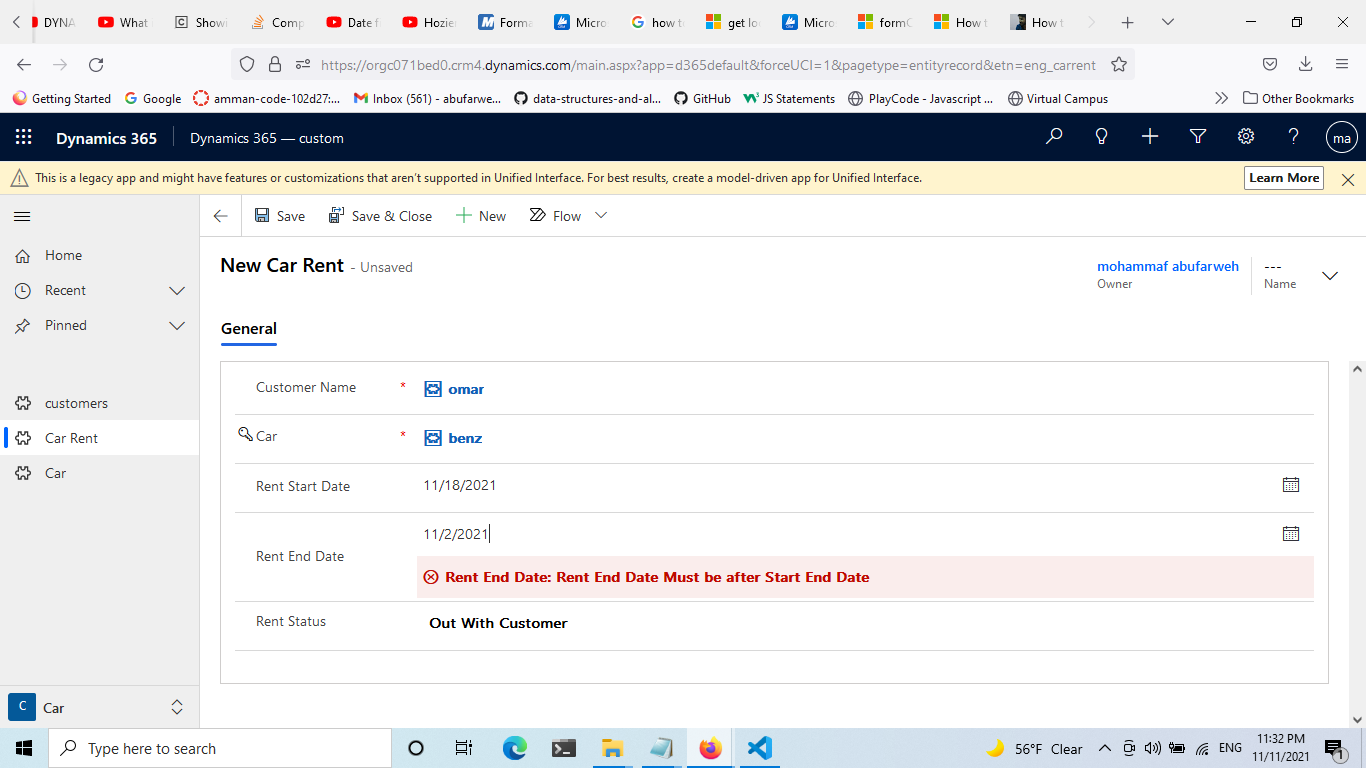 DYNA
What
Showi
Comp
Date f
Hozie
Forma
Micro
how t
get lo
Micro
formC
How t
How t
https://orgc071bed0.crm4.dynamics.com/main.aspx?app=d365default&forceUCI=1&pagetype=entityrecord&etn=eng_carrent
Getting Started
Google
amman-code-102d27:...
Inbox (561) - abufarwe...
data-structures-and-al...
GitHub
JS Statements
PlayCode - Javascript ...
Virtual Campus
Other Bookmarks
Dynamics 365
Dynamics 365 — custom
ma
This is a legacy app and might have features or customizations that aren't supported in Unified Interface. For best results, create a model-driven app for Unified Interface.
Learn More
Save
Save & Close
New
Flow
Home
Recent
Pinned
customers
Car Rent
Car
C
Car
New Car Rent - Unsaved
mohammaf abufarweh
Owner
---
Name
General
Customer Name * omar
Car * benz
Rent Start Date 11/18/2021
Rent End Date 11/2/2021
Rent End Date: Rent End Date Must be after Start End Date
Rent Status Out With Customer
Type here to search
56°F Clear
ENG
11:32 PM
11/11/2021
1